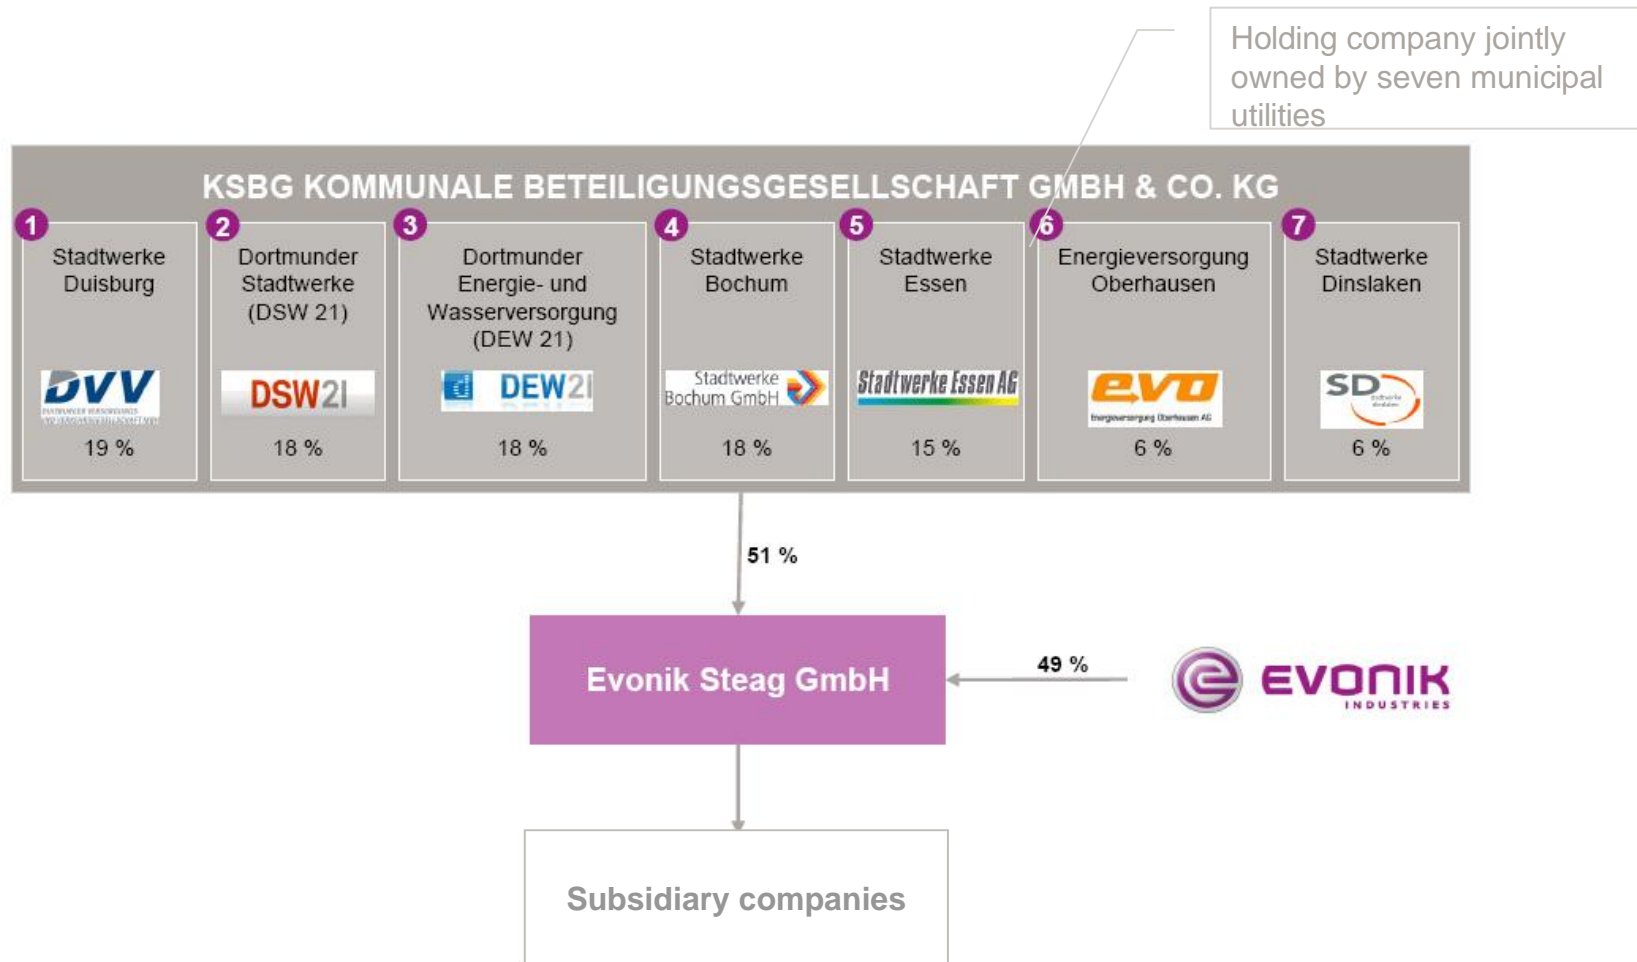 Holding company jointly
owned by seven municipal
utilities
KSBG KOMMUNALE BETEILIGUNGSGESELLSCHAFT GMBH & CO. KG
1
Stadtwerke
Duisburg
DVV
19 %
2
Dortmunder
Stadtwerke
(DSW 21)
DSW21
18 %
3
Dortmunder
Energie- und
Wasserversorgung
(DEW 21)
d
DEW21
18 %
4
Stadtwerke
Bochum
Stadtwerke
Bochum GmbH
18 %
5
Stadtwerke
Essen
Stadtwerke Essen AG
15 %
6
Energieversorgung
Oberhausen
evo
Energieversorgung Oberhausen AG
6 %
7
Stadtwerke
Dinslaken
SD
stadtwerke
dinslaken
6 %
51 %
Evonik Steag GmbH
49 %
EVONIK
INDUSTRIES
Subsidiary companies